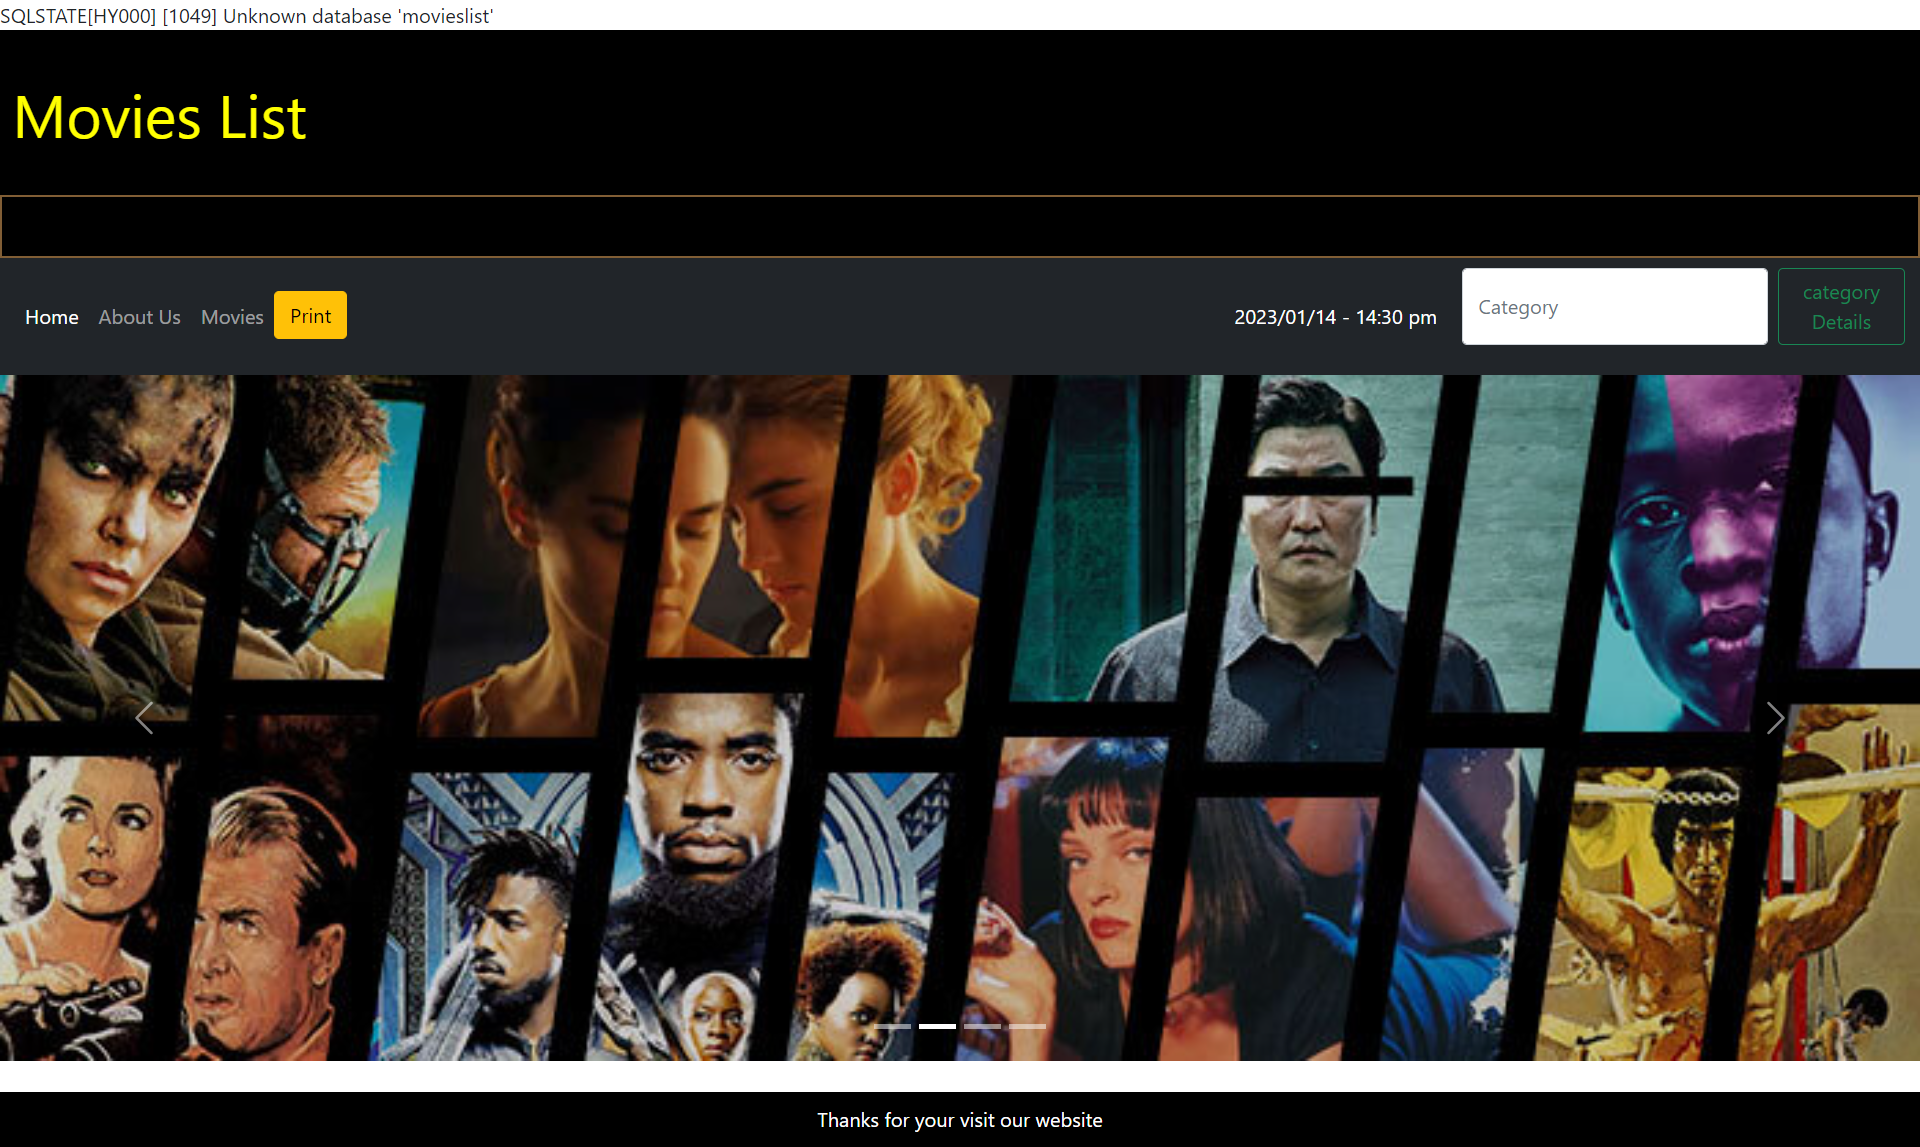 SQLSTATE[HY000] [1049] Unknown database 'movieslist'
Movies List
Home About Us Movies Print 2023/01/14 - 14:30 pm Category category
Details
Thanks for your visit our website